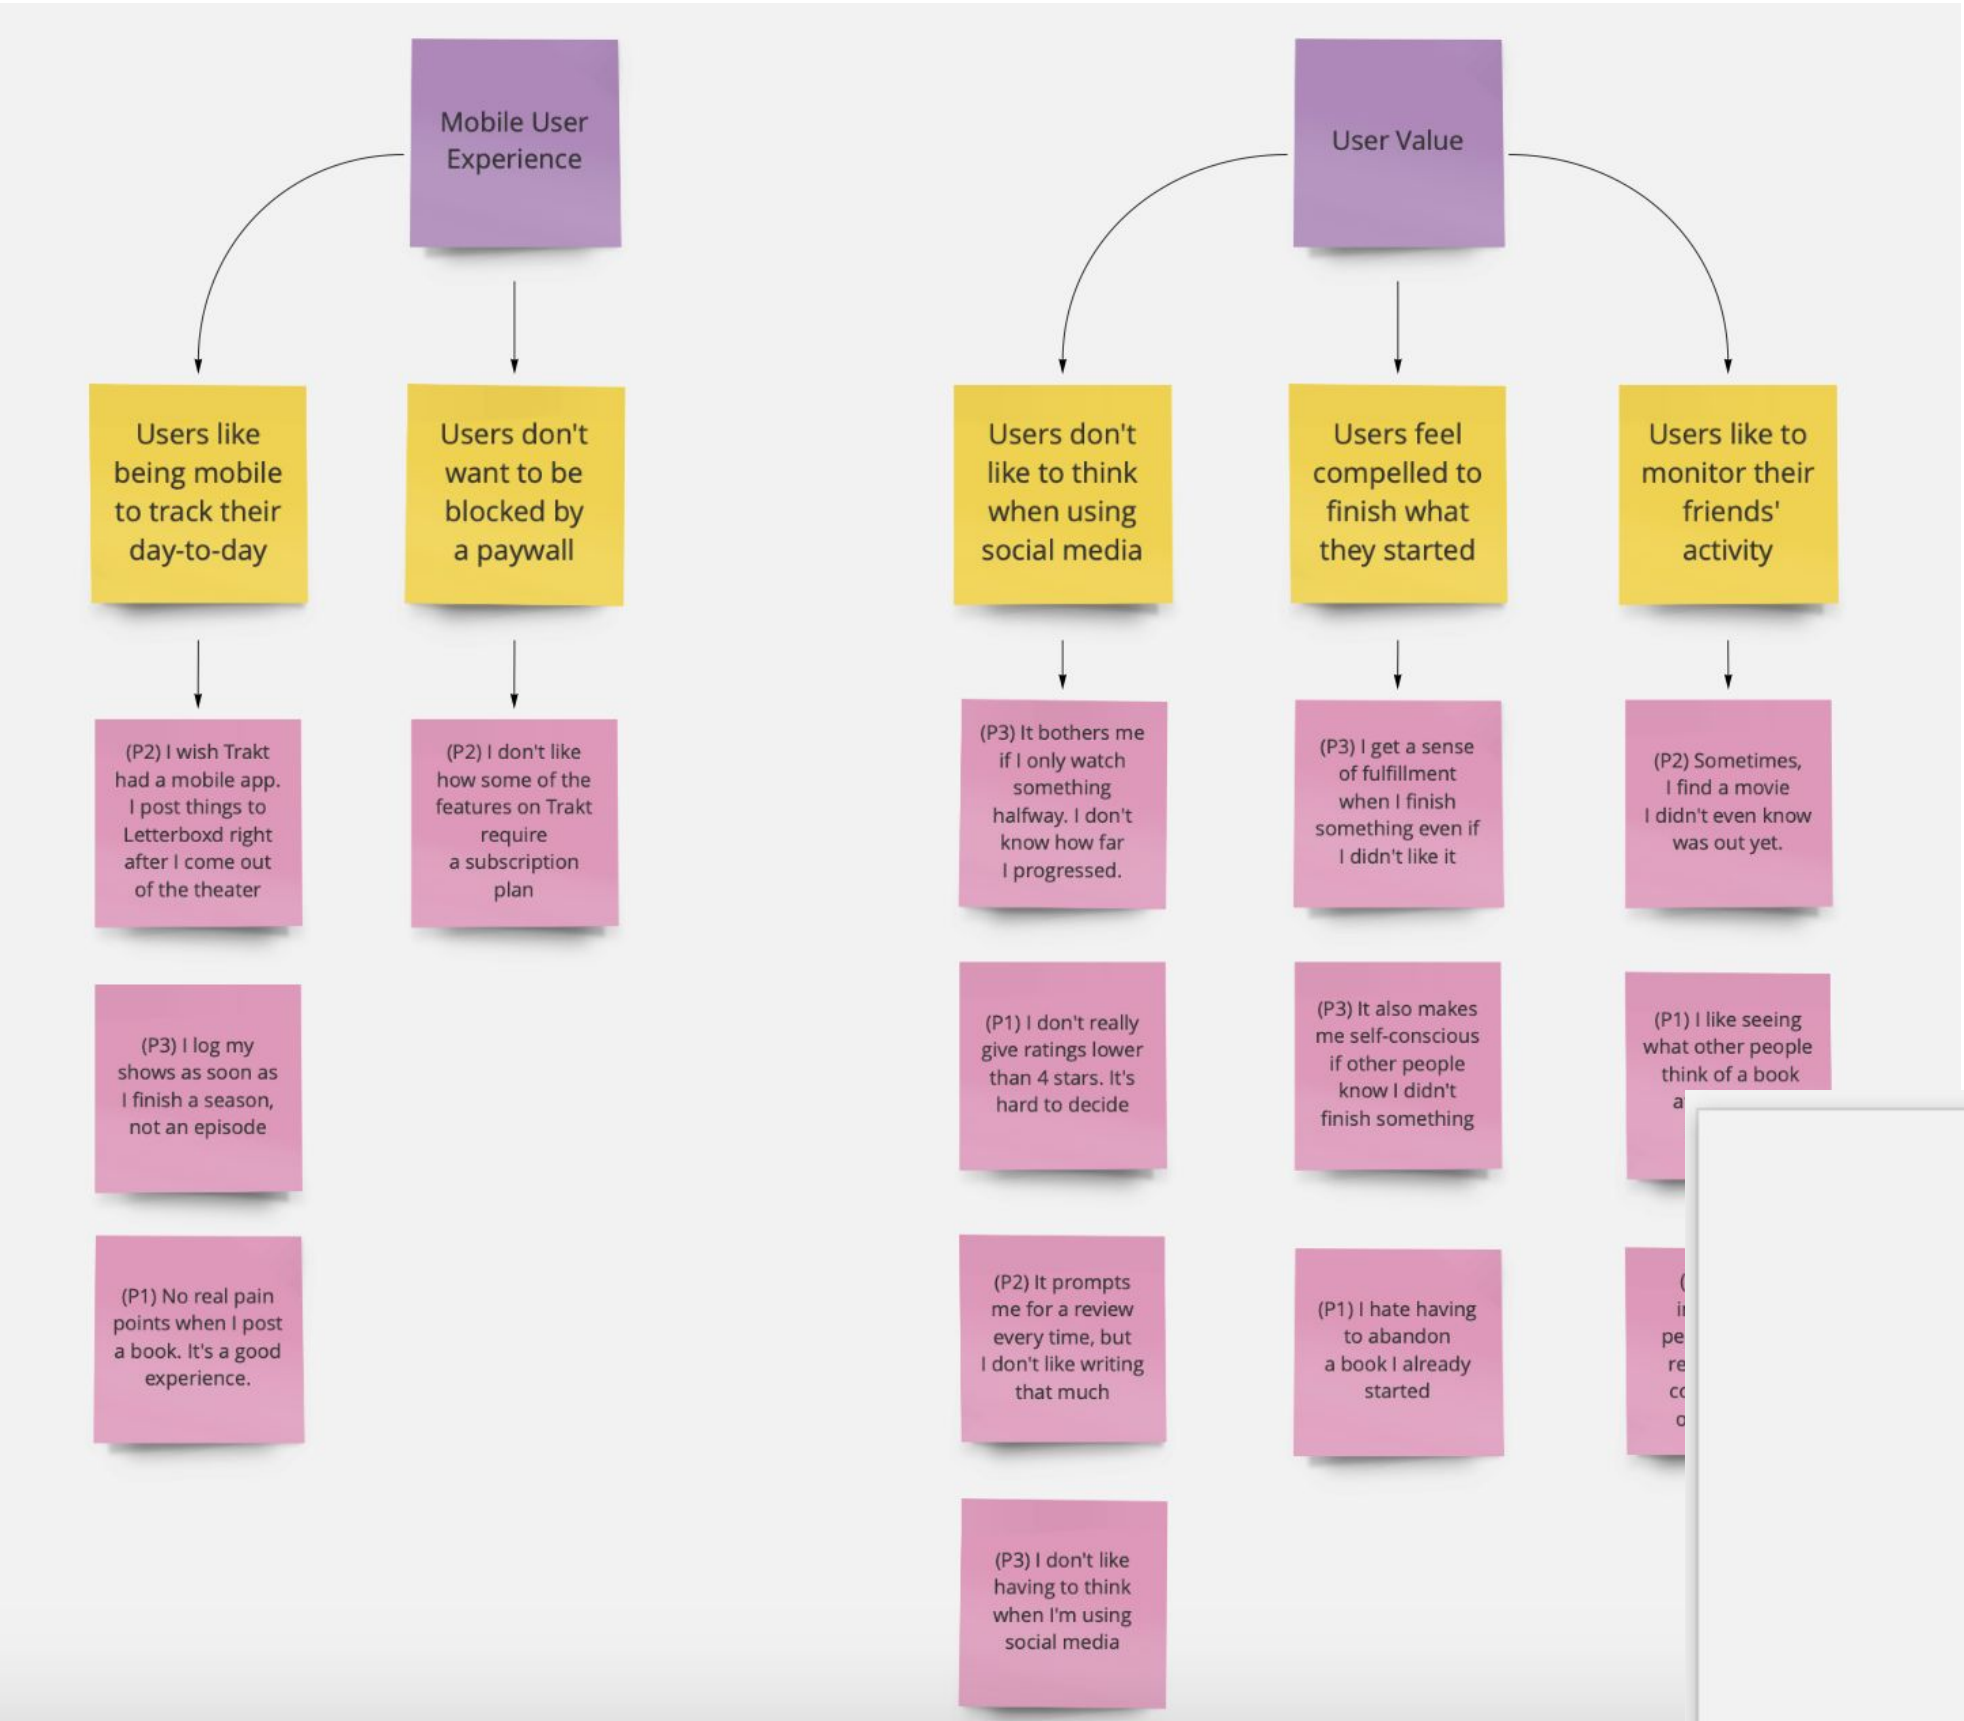 Mobile User
Experience
User Value
Users like
being mobile
to track their
day-to-day
Users don't
want to be
blocked by
a paywall
Users don't
like to think
when using
social media
Users feel
compelled to
finish what
they started
Users like to
monitor their
friends'
activity
(P2) I wish Trakt
had a mobile app.
I post things to
Letterboxd right
after I come out
of the theater
(P2) I don't like
how some of the
features on Trakt
require
a subscription
plan
(P3) It bothers me
if I only watch
something
halfway. I don't
know how far
I progressed.
(P3) I get a sense
of fulfillment
when I finish
something even if
I didn't like it
(P2) Sometimes,
I find a movie
I didn't even know
was out yet.
(P3) I log my
shows as soon as
I finish a season,
not an episode
(P1) I don't really
give ratings lower
than 4 stars. It's
hard to decide
(P3) It also makes
me self-conscious
if other people
know I didn't
finish something
(P1) I like seeing
what other people
think of a book
(P1) No real pain
points when I post
a book. It's a good
experience.
(P2) It prompts
me for a review
every time, but
I don't like writing
that much
(P1) I hate having
to abandon
a book I already
started
(P3) I don't like
having to think
when I'm using
social media